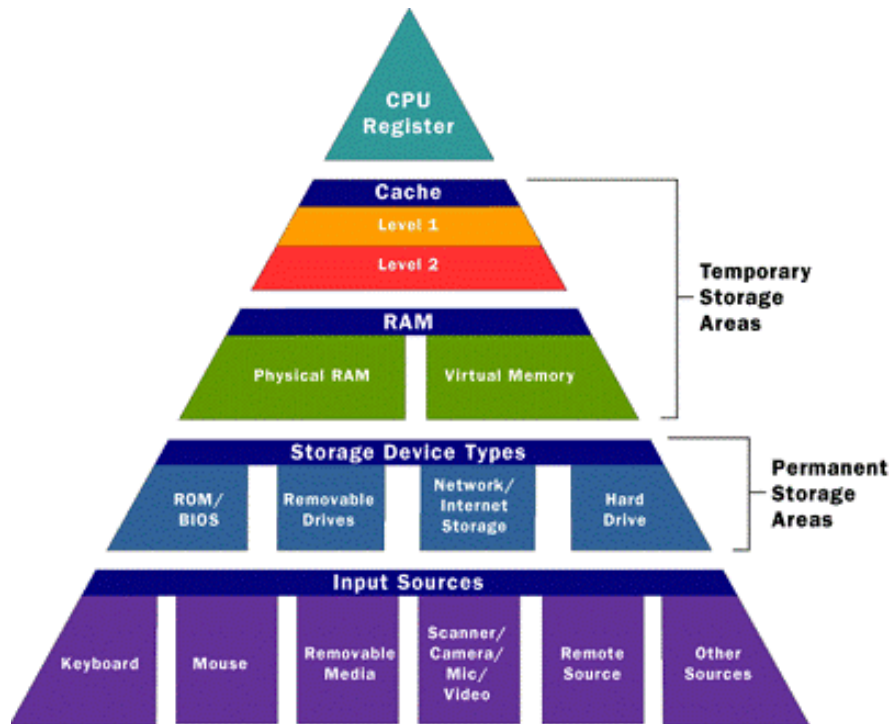 CPU
Register
Cache
Level 1
Level 2
Temporary
Storage
Areas
RAM
Physical RAM
Virtual Memory
Storage Device Types
ROM/
BIOS
Removable
Drives
Network/
Internet
Storage
Hard
Drive
Permanent
Storage
Areas
Input Sources
Keyboard
Mouse
Removable
Media
Scanner/
Camera/
Mic/
Video
Remote
Source
Other
Sources